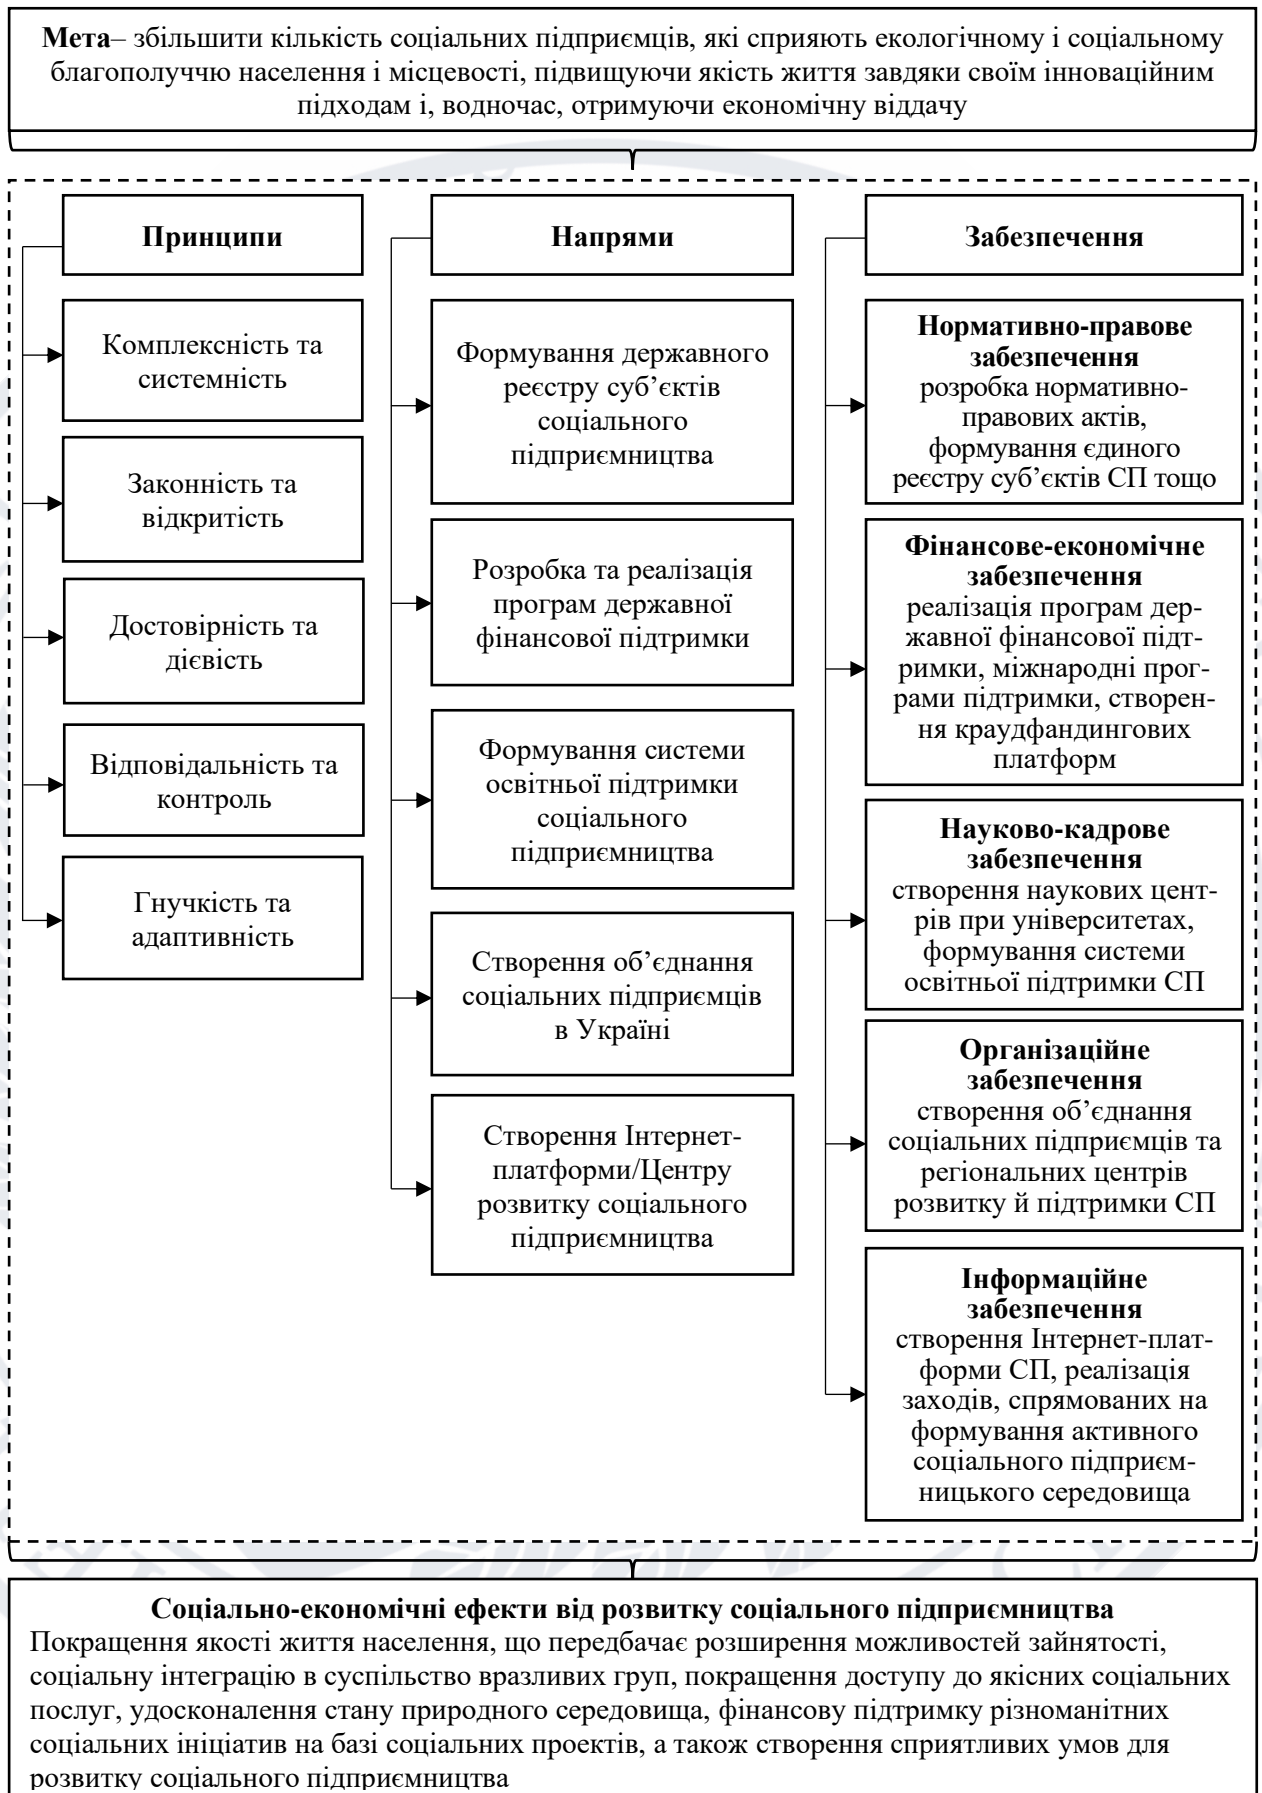 Мета– збільшити кількість соціальних підприємців, які сприяють екологічному і соціальному
благополуччю населення і місцевості, підвищуючи якість життя завдяки своїм інноваційним
підходам і, водночас, отримуючи економічну віддачу
Принципи
Комплексність та
системність
Законність та
відкритість
Достовірність та
дієвість
Відповідальність та
контроль
Гнучкість та
адаптивність
Напрями
Формування державного
реєстру суб’єктів
соціального
підприємництва
Розробка та реалізація
програм державної
фінансової підтримки
Формування системи
освітньої підтримки
соціального
підприємництва
Створення об’єднання
соціальних підприємців
в Україні
Створення Інтернет-
платформи/Центру
розвитку соціального
підприємництва
Забезпечення
Нормативно-правове
забезпечення
розробка нормативно-
правових актів,
формування єдиного
реєстру суб’єктів СП тощо
Фінансове-економічне
забезпечення
реалізація програм дер-
жавної фінансової підт-
римки, міжнародні прог-
рами підтримки, створен-
ня краудфандингових
платформ
Науково-кадрове
забезпечення
створення наукових цент-
рів при університетах,
формування системи
освітньої підтримки СП
Організаційне
забезпечення
створення об’єднання
соціальних підприємців та
регіональних центрів
розвитку й підтримки СП
Інформаційне
забезпечення
створення Інтернет-плат-
форми СП, реалізація
заходів, спрямованих на
формування активного
соціального підприєм-
ницького середовища
Соціально-економічні ефекти від розвитку соціального підприємництва
Покращення якості життя населення, що передбачає розширення можливостей зайнятості,
соціальну інтеграцію в суспільство вразливих груп, покращення доступу до якісних соціальних
послуг, удосконалення стану природного середовища, фінансову підтримку різноманітних
соціальних ініціатив на базі соціальних проектів, а також створення сприятливих умов для
розвитку соціального підприємництва